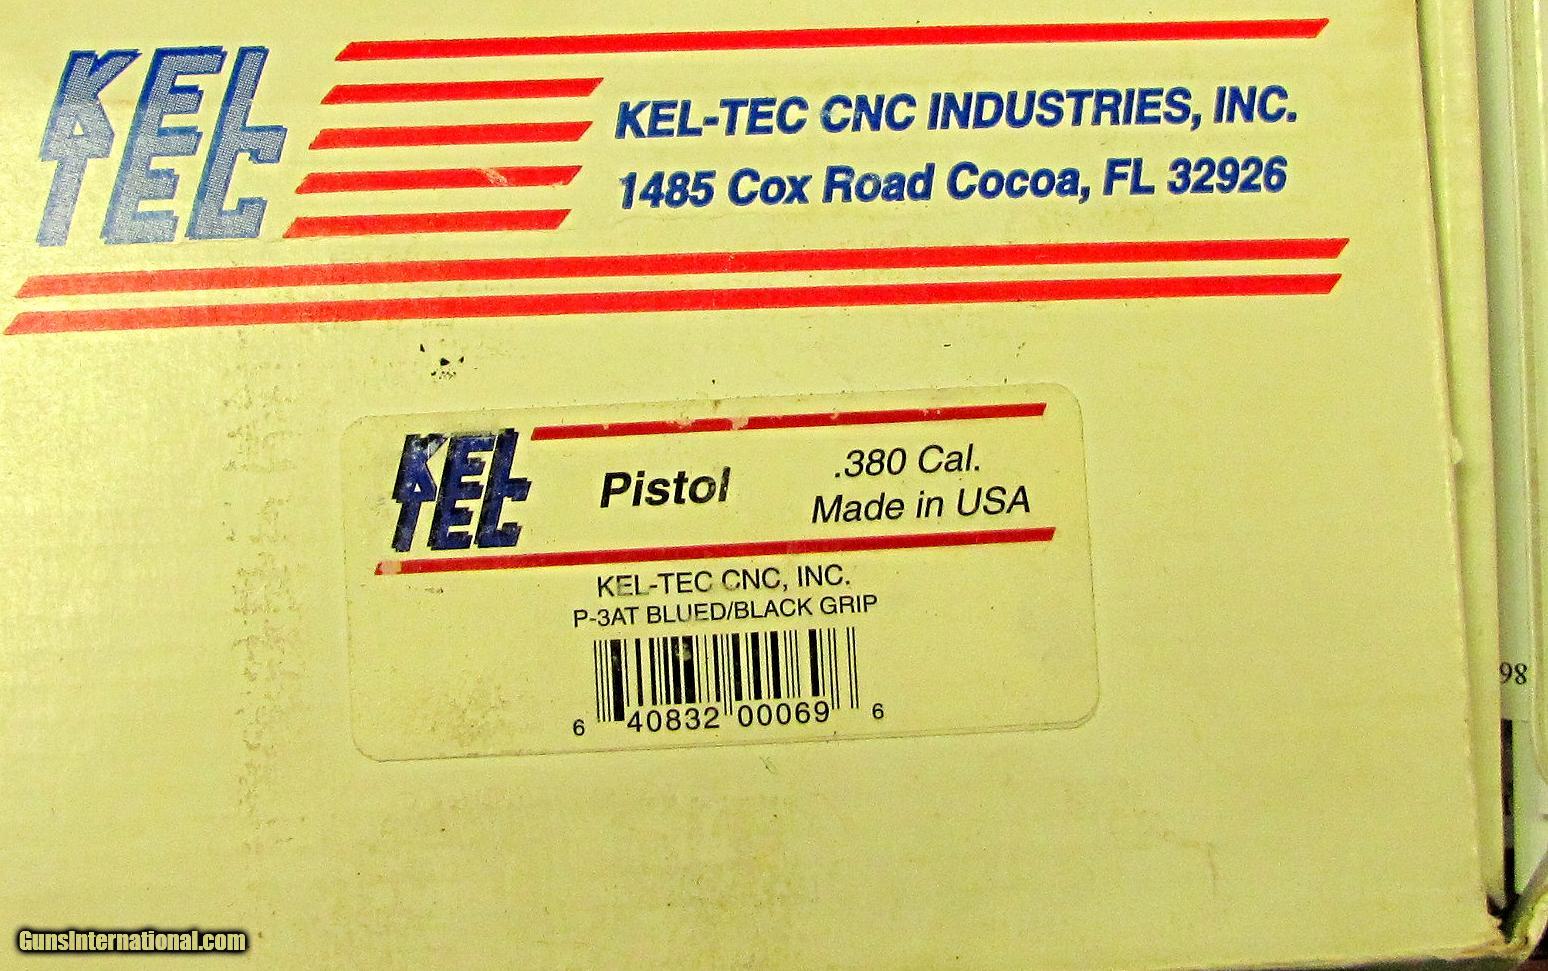 KEL
TEC
KEL-TEC CNC INDUSTRIES, INC.
1485 Cox Road Cocoa, FL 32926
KEL
TEC
Pistol
.380 Cal.
Made in USA
KEL-TEC CNC, INC.
P-3AT BLUED/BLACK GRIP
6 40832 00069 6
98
GunsInternational.com